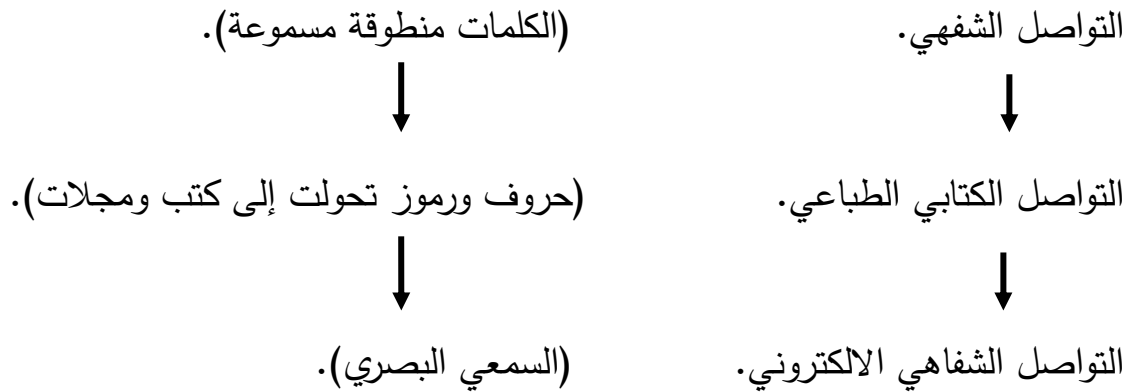 التواصل الشفهي. (الكلمات منطوقة مسموعة).
التواصل الكتابي الطباعي. (حروف ورموز تحولت إلى كتب ومجلات).
التواصل الشفاهي الالكتروني. (السمعي البصري).